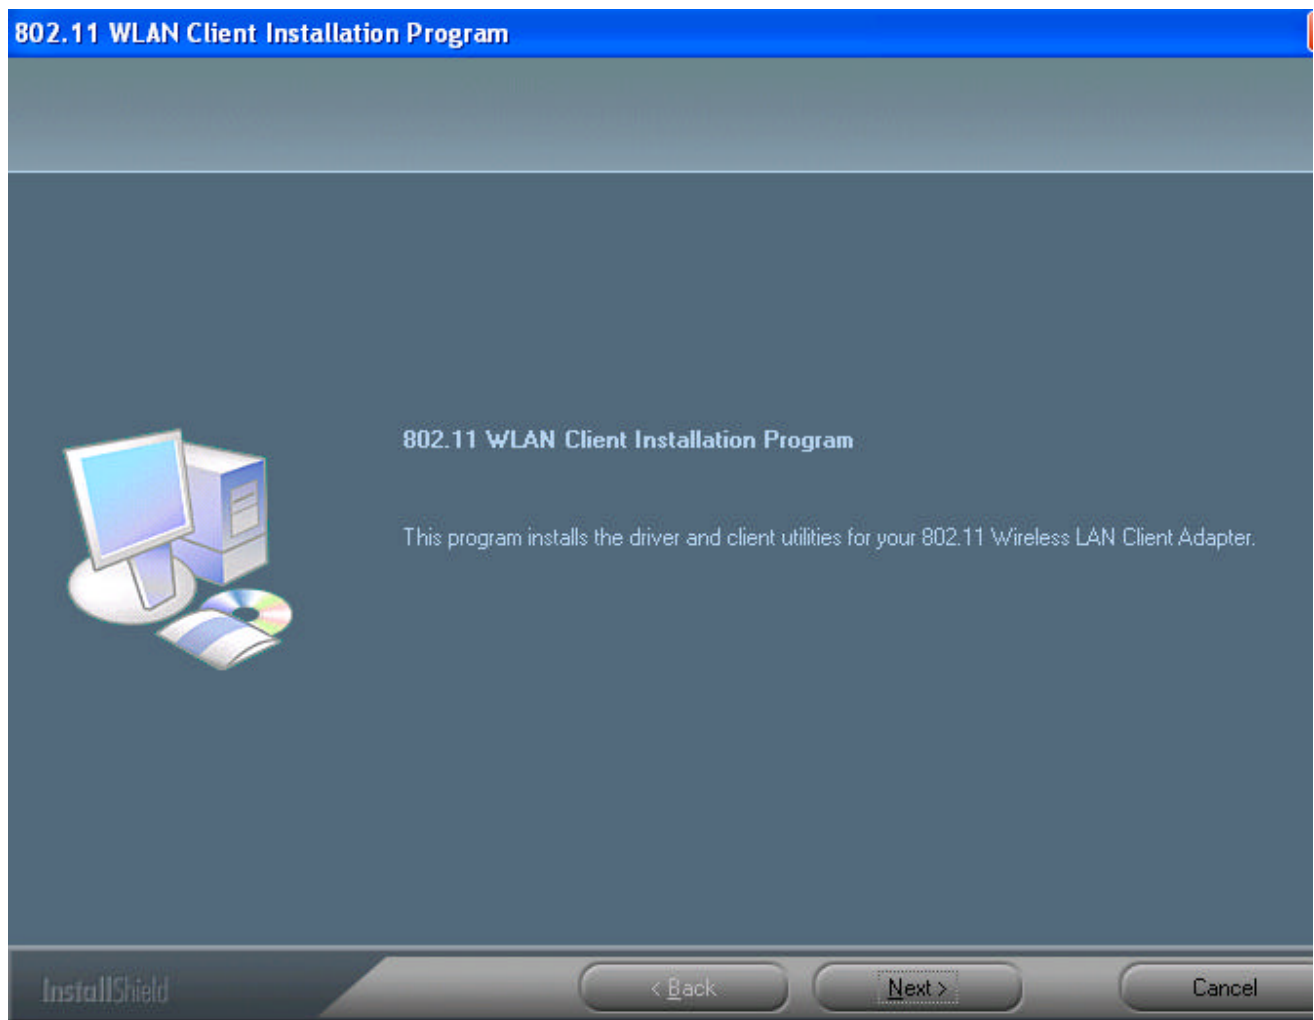 802.11 WLAN Client Installation Program
802.11 WLAN Client Installation Program
This program installs the driver and client utilities for your 802.11 Wireless LAN Client Adapter.
InstallShield
< Back
Next >
Cancel